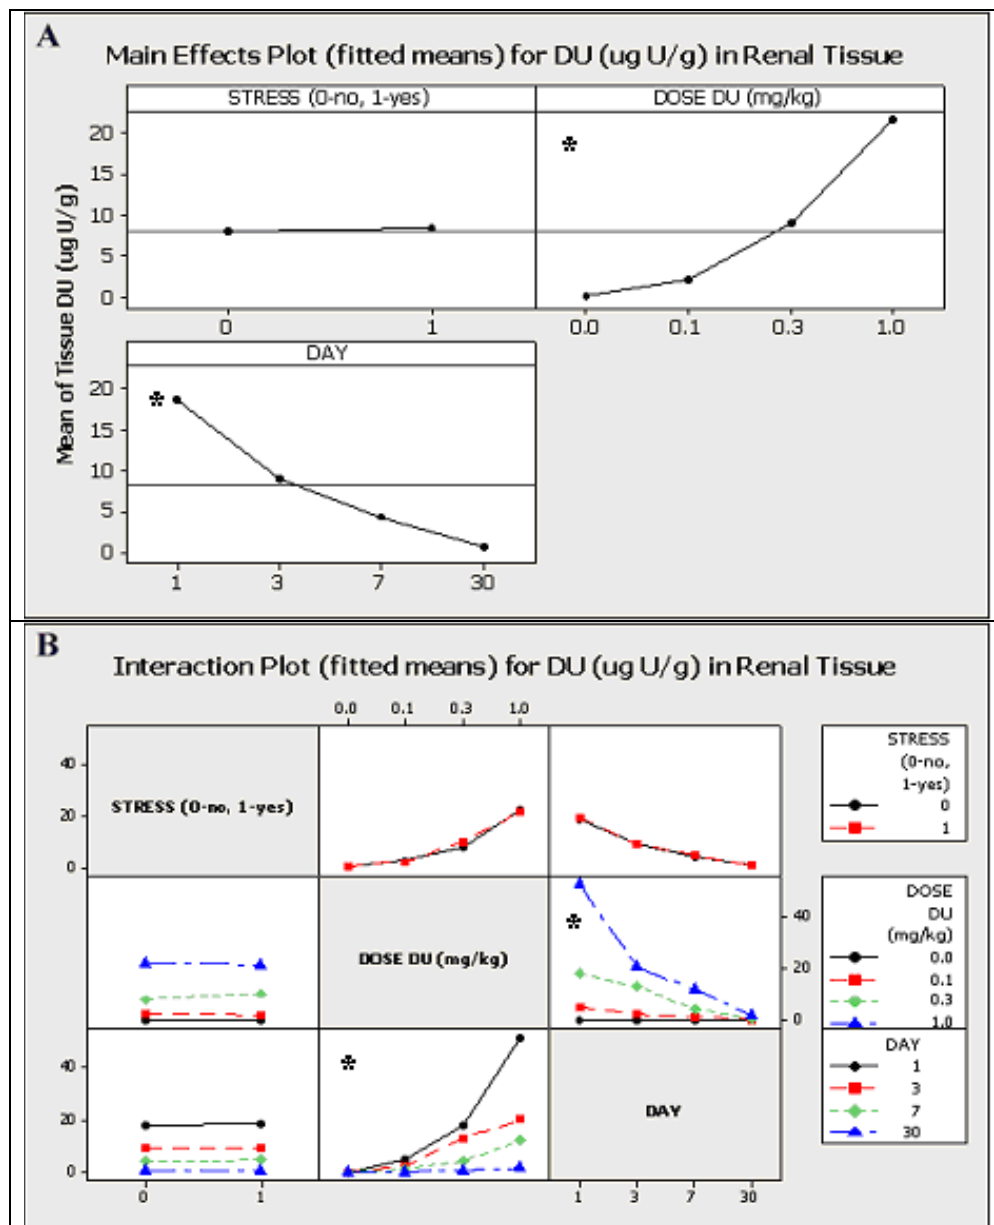 A
Main Effects Plot (fitted means) for DU (ug U/g) in Renal Tissue
STRESS (0-no, 1-yes) DOSE DU (mg/kg)
Mean of Tissue DU (ug U/g)
20
15
10
5
0
*
0 1 0.0 0.1 0.3 1.0
DAY
20
15
10
5
0
*
1 3 7 30
B
Interaction Plot (fitted means) for DU (ug U/g) in Renal Tissue
0.0 0.1 0.3 1.0
40
20
0
STRESS (0-no, 1-yes)
STRESS
(0-no,
1-yes)
0
1
DOSE DU (mg/kg)
*
40
20
0
DOSE
DU
(mg/kg)
0.0
0.1
0.3
1.0
40
20
0
*
DAY
DAY
1
3
7
30
0 1 1 3 7 30